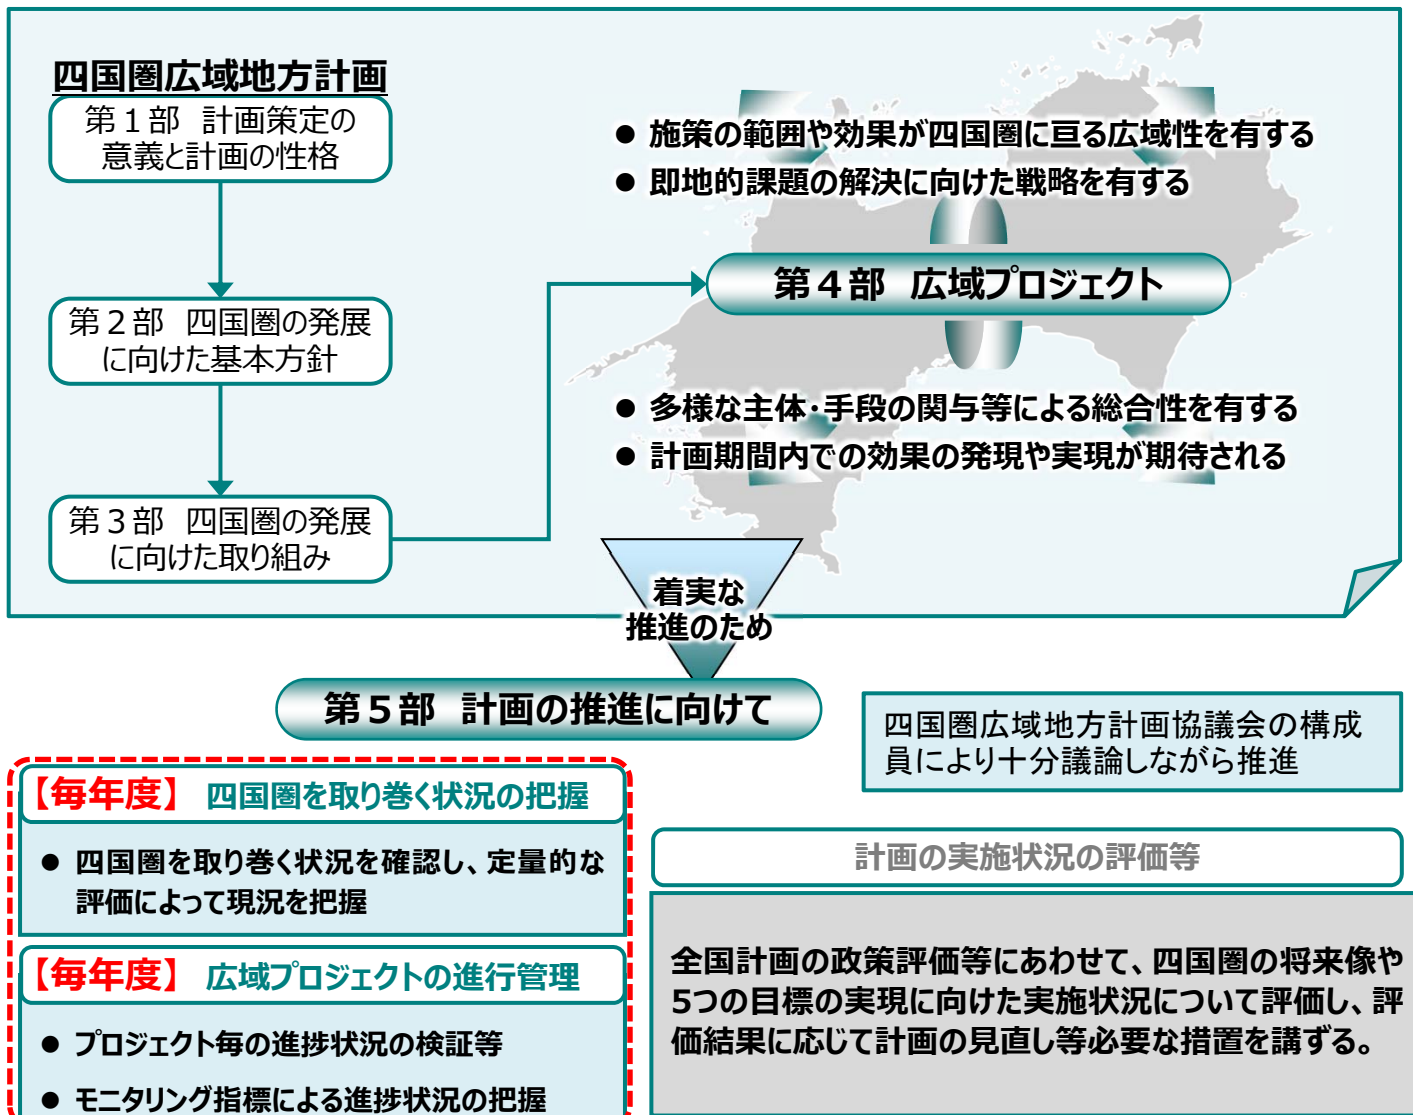 四国圏広域地方計画
第１部　計画策定の
意義と計画の性格
第２部　四国圏の発展
に向けた基本方針
第３部　四国圏の発展
に向けた取り組み
● 施策の範囲や効果が四国圏に亘る広域性を有する
● 即地的課題の解決に向けた戦略を有する
第４部　広域プロジェクト
● 多様な主体・手段の関与等による総合性を有する
● 計画期間内での効果の発現や実現が期待される
着実な
推進のため
第５部　計画の推進に向けて
四国圏広域地方計画協議会の構成
員により十分議論しながら推進
【毎年度】 四国圏を取り巻く状況の把握
● 四国圏を取り巻く状況を確認し、定量的な
評価によって現況を把握
【毎年度】 広域プロジェクトの進行管理
● プロジェクト毎の進捗状況の検証等
● モニタリング指標による進捗状況の把握
計画の実施状況の評価等
全国計画の政策評価等にあわせて、四国圏の将来像や
5つの目標の実現に向けた実施状況について評価し、評
価結果に応じて計画の見直し等必要な措置を講ずる。